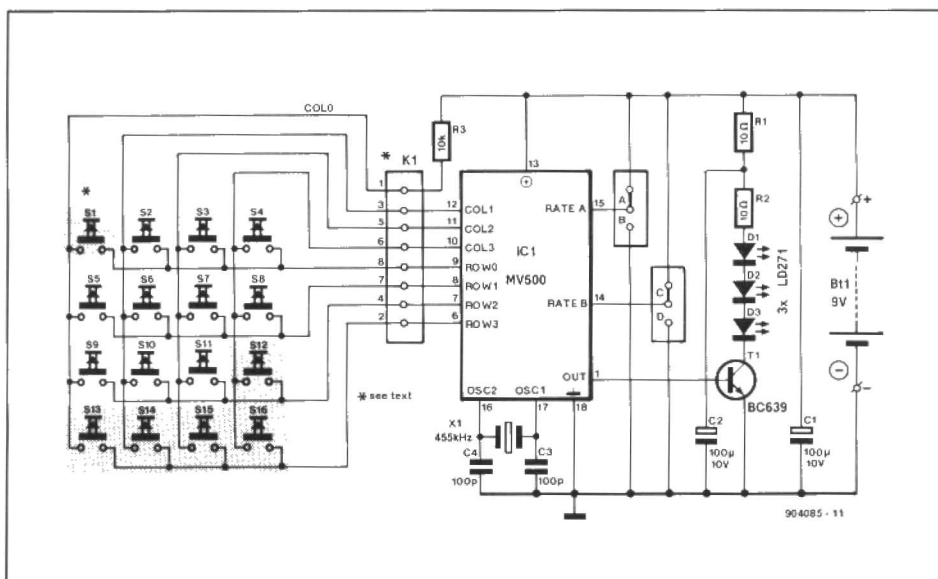 COL0
R3
10k
* K1
*
S1 S2 S3 S4
S5 S6 S7 S8
S9 S10 S11 S12
S13 S14 S15 S16
* see text
1
3
5
6
8
7
4
2
12
11
10
9
8
7
6
COL1
COL2
COL3
ROW0
ROW1
ROW2
ROW3
13
+
IC1
MV500
RATE A 15
RATE B 14
OUT 1
OSC2 OSC1
16 17 18
X1
455kHz
C4
100p
C3
100p
A
B
C
D
10Ω R1
10Ω R2
D1
D2
D3
3x LD271
T1
BC639
C2
100µ
10V
C1
100µ
10V
+ +
Bt1
9V
- -
904085 - 11